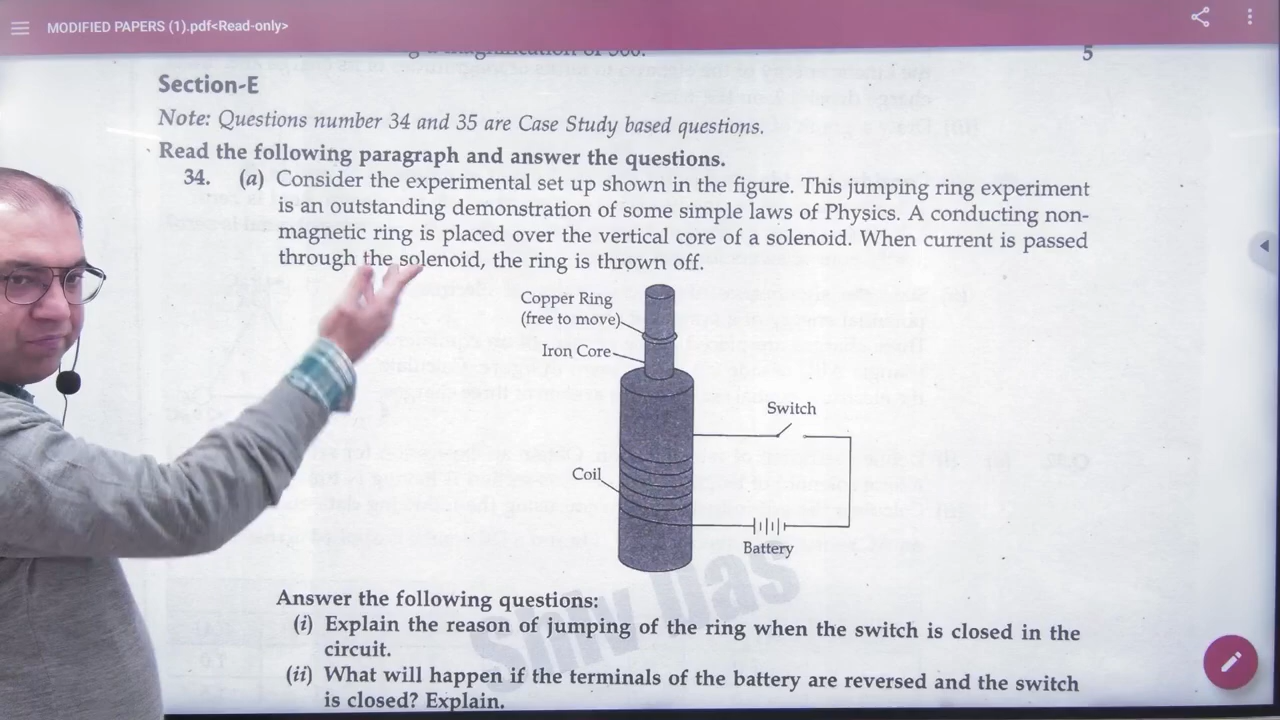 MODIFIED PAPERS (1).pdf<Read-only>
5
Section-E
Note: Questions number 34 and 35 are Case Study based questions.
Read the following paragraph and answer the questions.
34. (a) Consider the experimental set up shown in the figure. This jumping ring experiment
is an outstanding demonstration of some simple laws of Physics. A conducting non-
magnetic ring is placed over the vertical core of a solenoid. When current is passed
through the solenoid, the ring is thrown off.
Copper Ring
(free to move)
Iron Core
Switch
Coil
Battery
Shiv Das
Answer the following questions:
(i) Explain the reason of jumping of the ring when the switch is closed in the
circuit.
(ii) What will happen if the terminals of the battery are reversed and the switch
is closed? Explain.